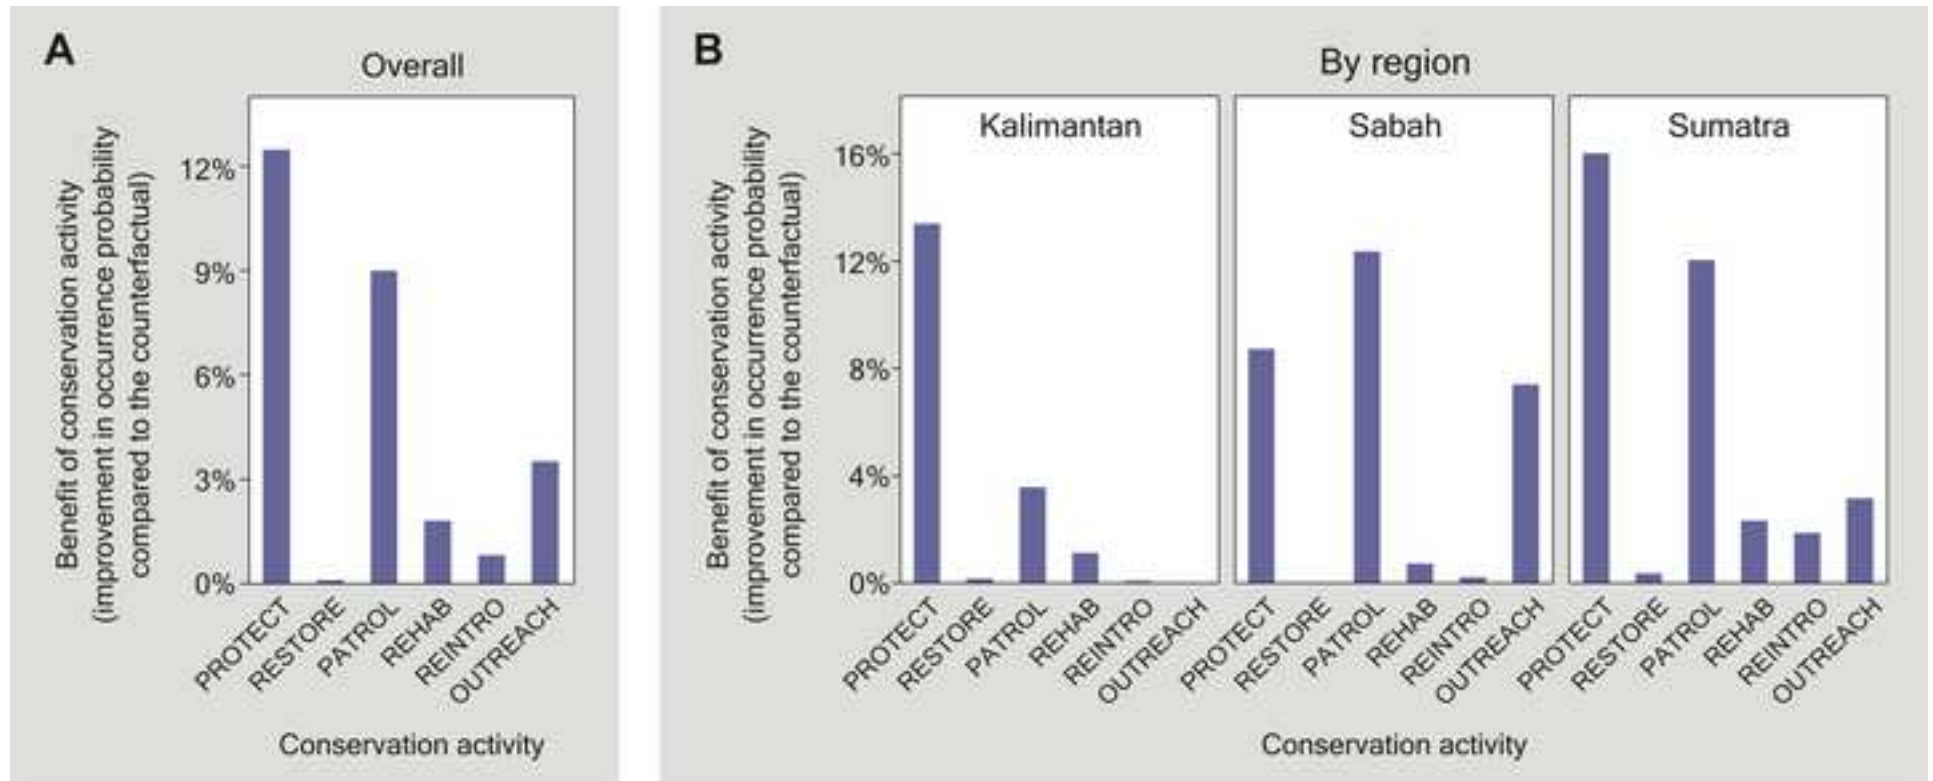 A
Overall
Benefit of conservation activity
(improvement in occurrence probability
compared to the counterfactual)
12%
9%
6%
3%
0%
PROTECT
RESTORE
PATROL
REHAB
REINTRO
OUTREACH
Conservation activity
B
By region
Benefit of conservation activity
(improvement in occurrence probability
compared to the counterfactual)
16%
12%
8%
4%
0%
Kalimantan
PROTECT
RESTORE
PATROL
REHAB
REINTRO
OUTREACH
Sabah
PROTECT
RESTORE
PATROL
REHAB
REINTRO
OUTREACH
Sumatra
PROTECT
RESTORE
PATROL
REHAB
REINTRO
OUTREACH
Conservation activity